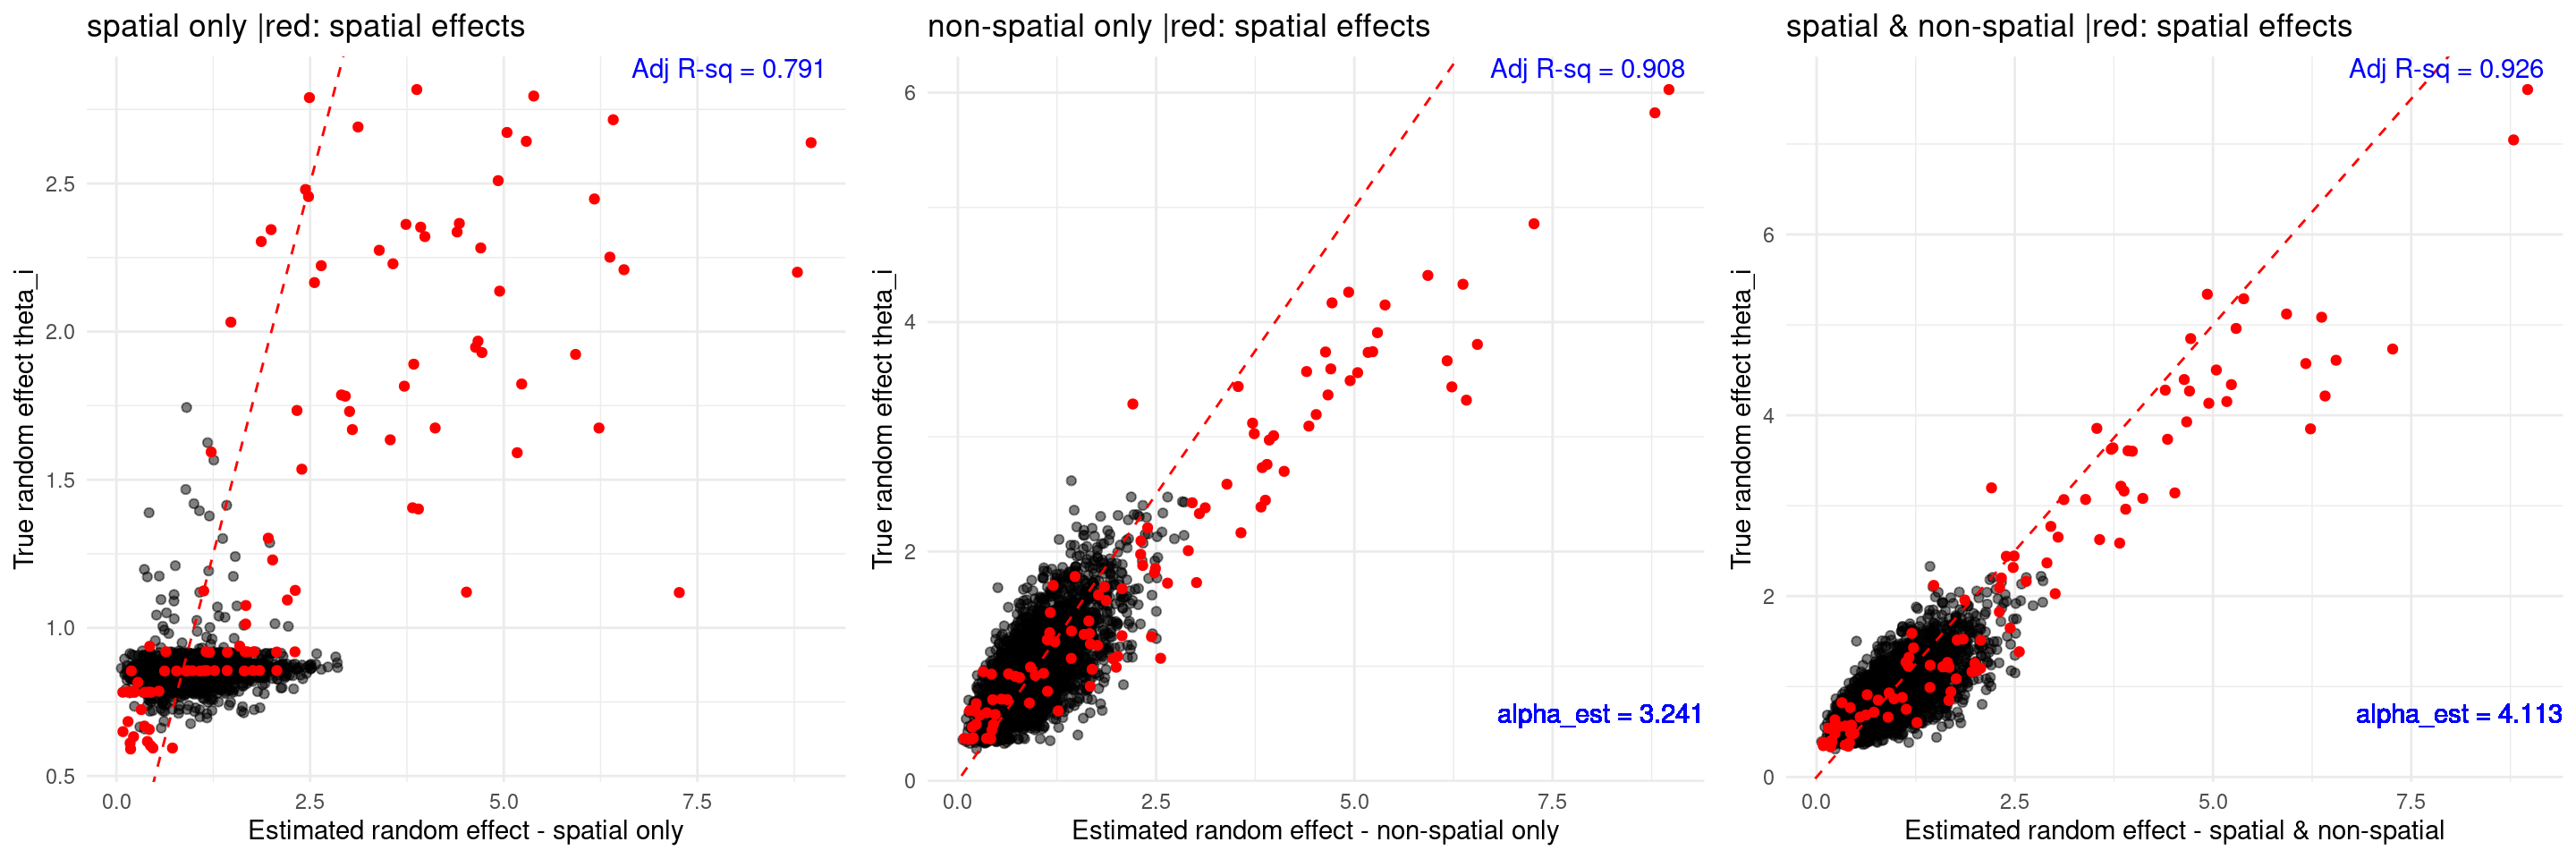 spatial only |red: spatial effects
Adj R-sq = 0.791
True random effect theta_i
2.5
2.0
1.5
1.0
0.5
0.0
2.5
5.0
7.5
Estimated random effect - spatial only
non-spatial only |red: spatial effects
Adj R-sq = 0.908
True random effect theta_i
6
4
2
0
alpha_est = 3.241
0.0
2.5
5.0
7.5
Estimated random effect - non-spatial only
spatial & non-spatial |red: spatial effects
Adj R-sq = 0.926
True random effect theta_i
6
4
2
0
alpha_est = 4.113
0.0
2.5
5.0
7.5
Estimated random effect - spatial & non-spatial